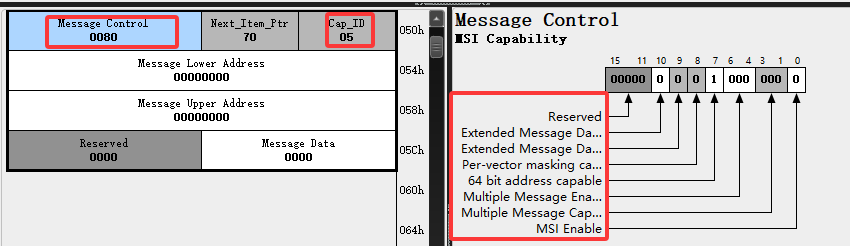 Message Control Next_Item_Ptr Cap_ID
0080 70 05 050h
Message Lower Address 054h
00000000
Message Upper Address 058h
00000000
Reserved Message Data 05Ch
0000 0000
060h
064h
Message Control
MSI Capability
15 11 10 9 8 7 6 4 3 1 0
00000 0 0 0 1 000 000 0
Reserved
Extended Message Da...
Extended Message Da...
Per-vector masking ca...
64 bit address capable
Multiple Message Ena...
Multiple Message Cap...
MSI Enable